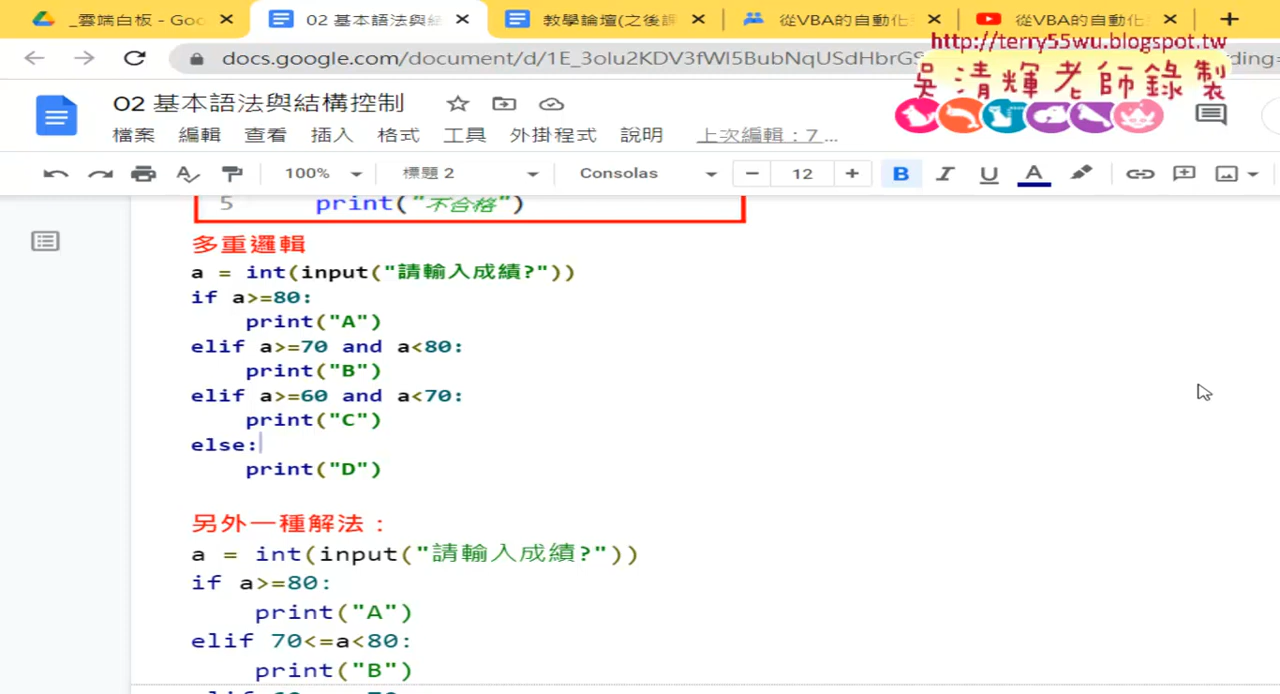 _雲端白板 - Goo
02 基本語法與結
教學論壇(之後課
從VBA的自動化
從VBA的自動化
http://terry55wu.blogspot.tw
docs.google.com/document/d/1E_3olu2KDV3fWl5BubNqUSdHbrGS
ding=
吳清輝老師錄製
02 基本語法與結構控制
檔案 編輯 查看 插入 格式 工具 外掛程式 說明 上次編輯：7 ...
100% 標題 2 Consolas − 12 + B I U A
5 print("不合格")
多重邏輯
a = int(input("請輸入成績?"))
if a>=80:
print("A")
elif a>=70 and a<80:
print("B")
elif a>=60 and a<70:
print("C")
else:
print("D")
另外一種解法：
a = int(input("請輸入成績?"))
if a>=80:
print("A")
elif 70<=a<80:
print("B")